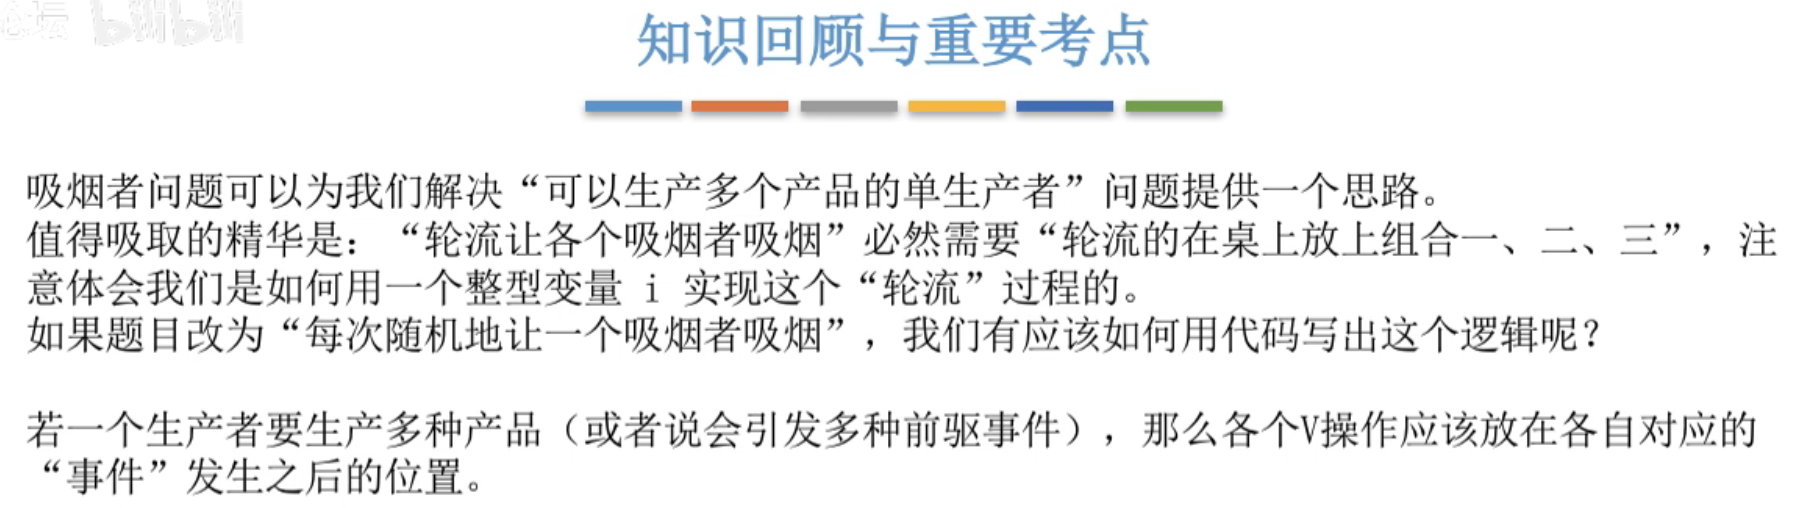 bilibili
知识回顾与重要考点
吸烟者问题可以为我们解决“可以生产多个产品的单生产者”问题提供一个思路。
值得吸取的精华是：“轮流让各个吸烟者吸烟”必然需要“轮流的在桌上放上组合一、二、三”，注
意体会我们是如何用一个整型变量 i 实现这个“轮流”过程的。
如果题目改为“每次随机地让一个吸烟者吸烟”，我们有应该如何用代码写出这个逻辑呢？
若一个生产者要生产多种产品（或者说会引发多种前驱事件），那么各个V操作应该放在各自对应的
“事件”发生之后的位置。